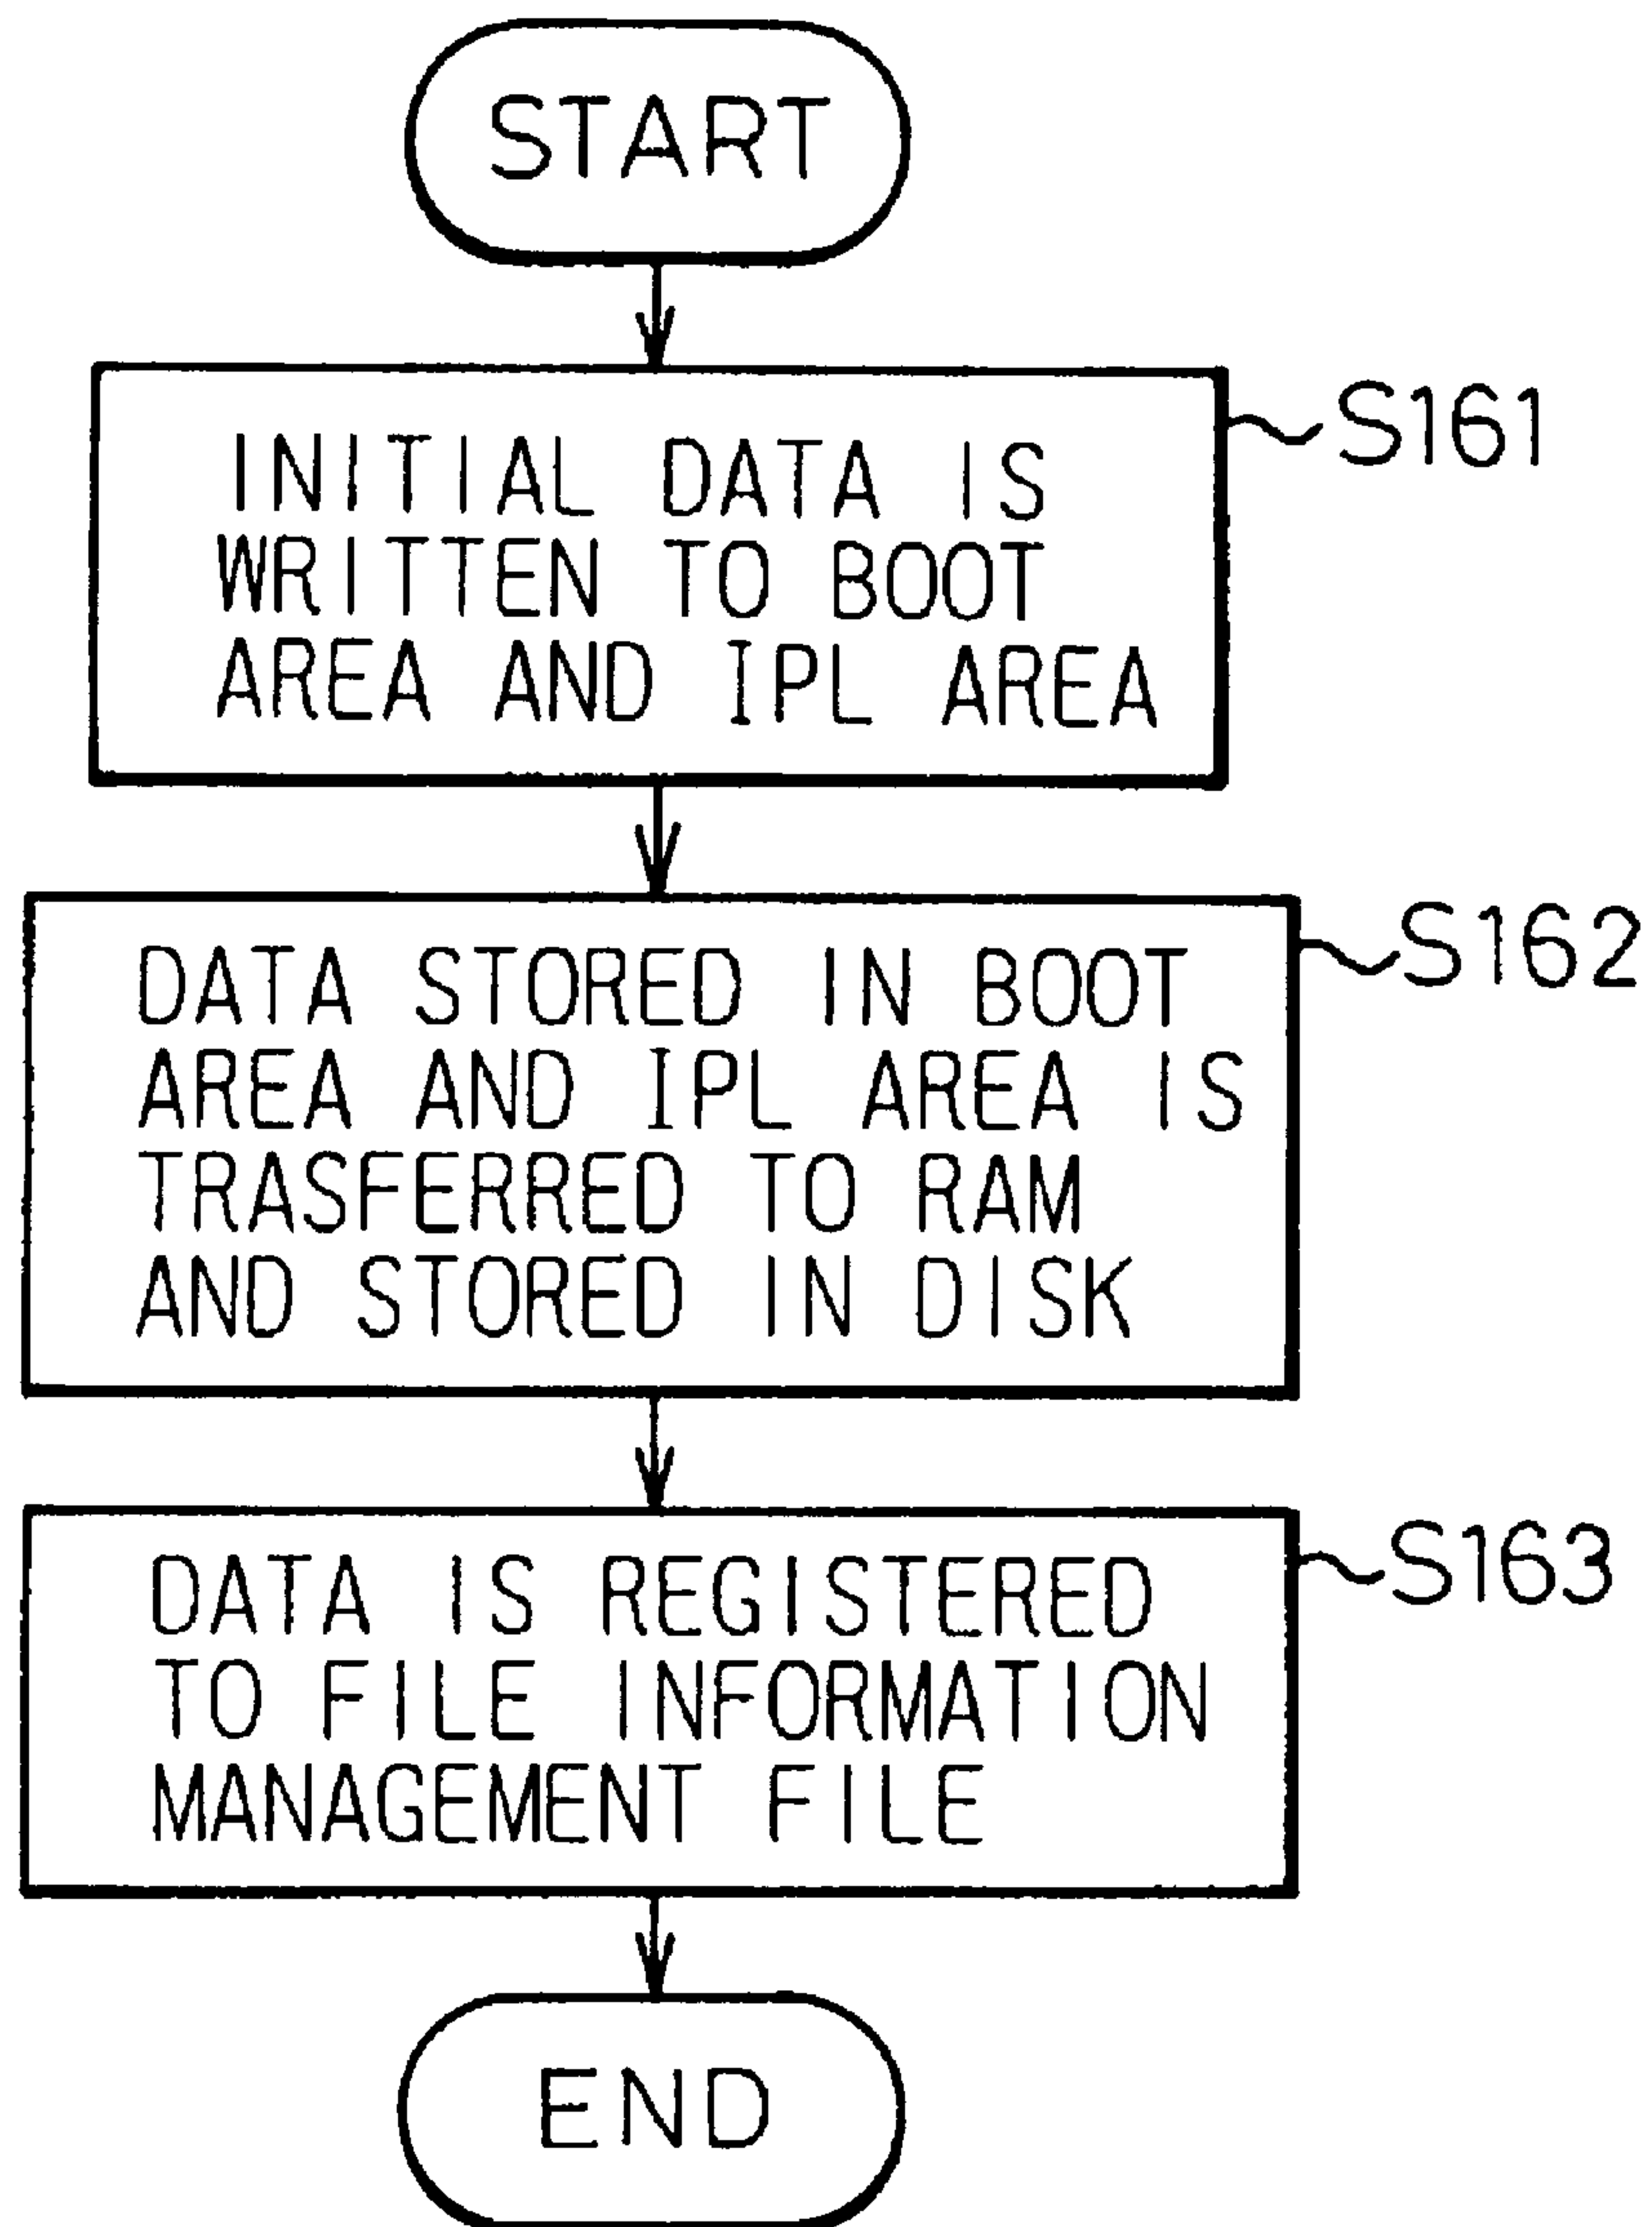 START
INITIAL DATA IS
WRITTEN TO BOOT
AREA AND IPL AREA
S161
DATA STORED IN BOOT
AREA AND IPL AREA IS
TRASFERRED TO RAM
AND STORED IN DISK
S162
DATA IS REGISTERED
TO FILE INFORMATION
MANAGEMENT FILE
S163
END